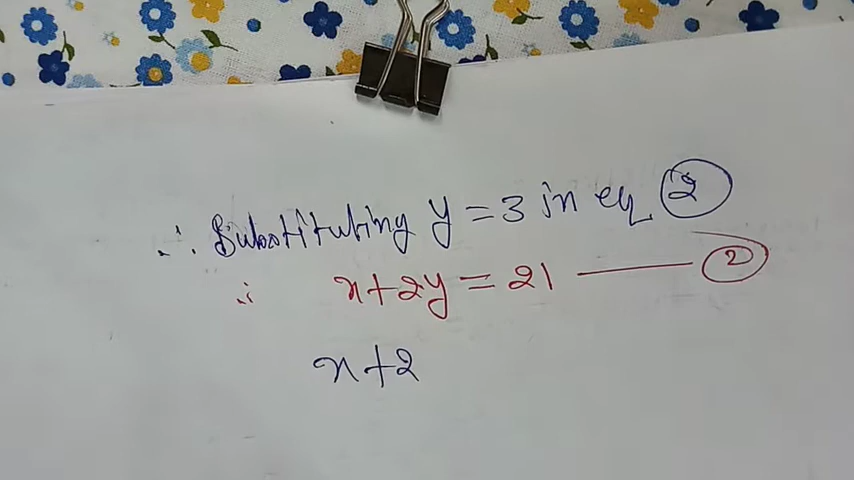 ∴ Substituting y = 3 in eq ②
∴ x + 2y = 21 —— ②
x + 2